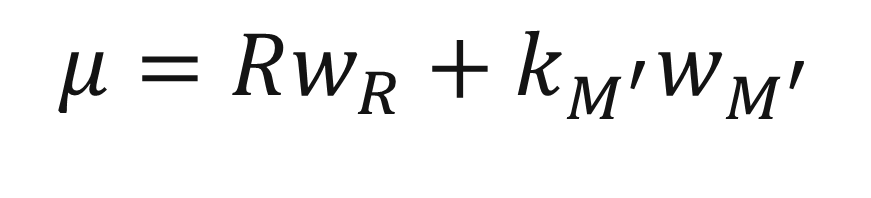 μ = Rw_R + k_{M′}w_{M′}